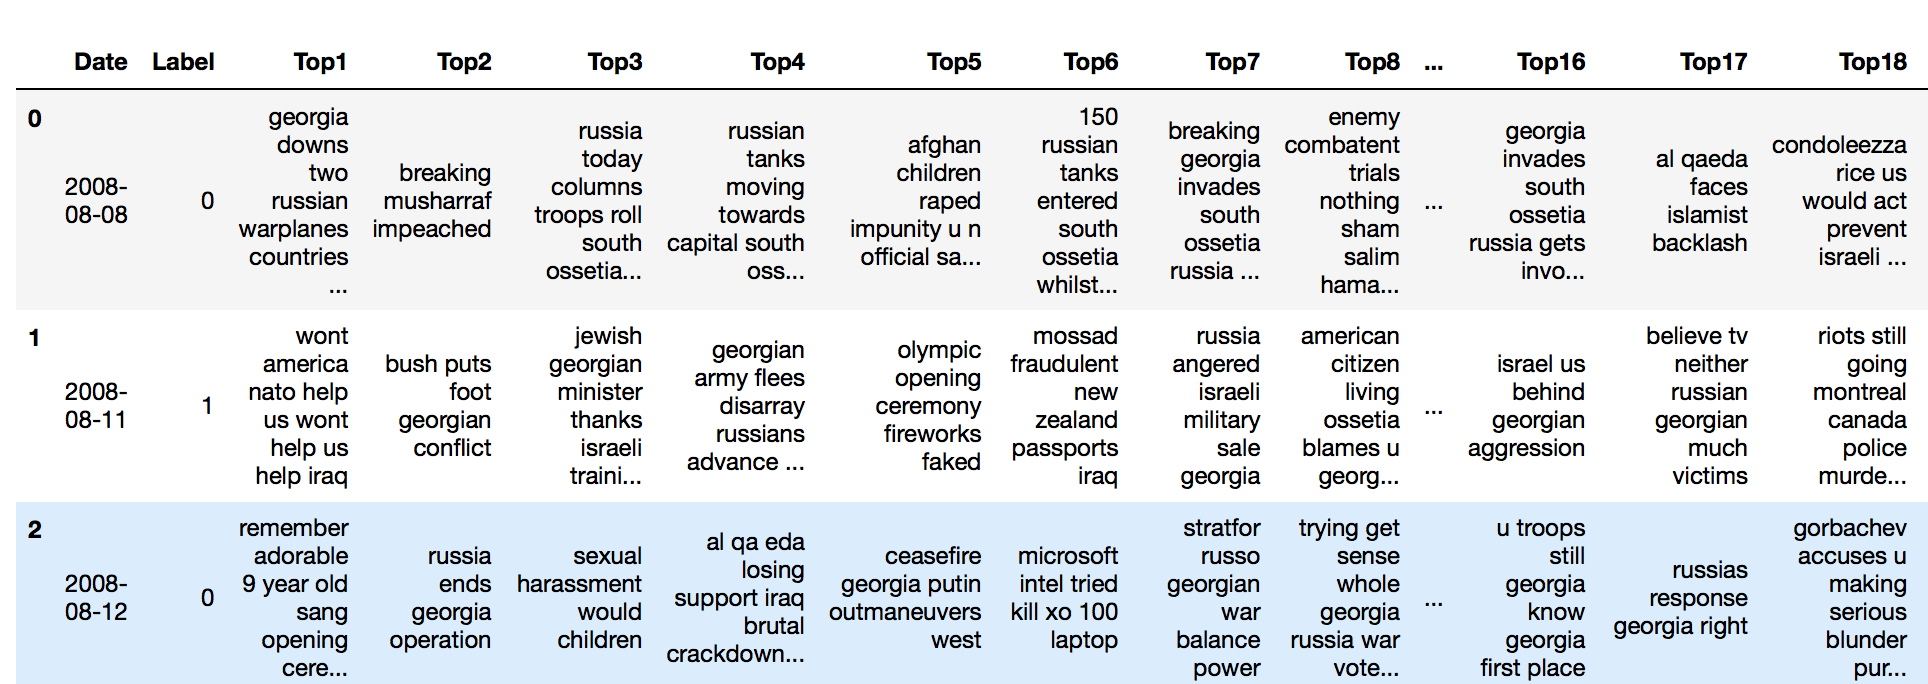 Date Label Top1 Top2 Top3 Top4 Top5 Top6 Top7 Top8 ... Top16 Top17 Top18
0
2008-
08-08
0
georgia
downs
two
russian
warplanes
countries
...
breaking
musharraf
impeached
russia
today
columns
troops roll
south
ossetia...
russian
tanks
moving
towards
capital south
oss...
afghan
children
raped
impunity u n
official sa...
150
russian
tanks
entered
south
ossetia
whilst...
breaking
georgia
invades
south
ossetia
russia ...
enemy
combatent
trials
nothing
sham
salim
hama...
...
georgia
invades
south
ossetia
russia gets
invo...
al qaeda
faces
islamist
backlash
condoleezza
rice us
would act
prevent
israeli ...
1
2008-
08-11
1
wont
america
nato help
us wont
help us
help iraq
bush puts
foot
georgian
conflict
jewish
georgian
minister
thanks
israeli
traini...
georgian
army flees
disarray
russians
advance ...
olympic
opening
ceremony
fireworks
faked
mossad
fraudulent
new
zealand
passports
iraq
russia
angered
israeli
military
sale
georgia
american
citizen
living
ossetia
blames u
georg...
...
israel us
behind
georgian
aggression
believe tv
neither
russian
georgian
much
victims
riots still
going
montreal
canada
police
murde...
2
2008-
08-12
0
remember
adorable
9 year old
sang
opening
cere...
russia
ends
georgia
operation
sexual
harassment
would
children
al qa eda
losing
support iraq
brutal
crackdown...
ceasefire
georgia putin
outmaneuvers
west
microsoft
intel tried
kill xo 100
laptop
stratfor
russo
georgian
war
balance
power
trying get
sense
whole
georgia
russia war
vote...
...
u troops
still
georgia
know
georgia
first place
russias
response
georgia right
gorbachev
accuses u
making
serious
blunder
pur...